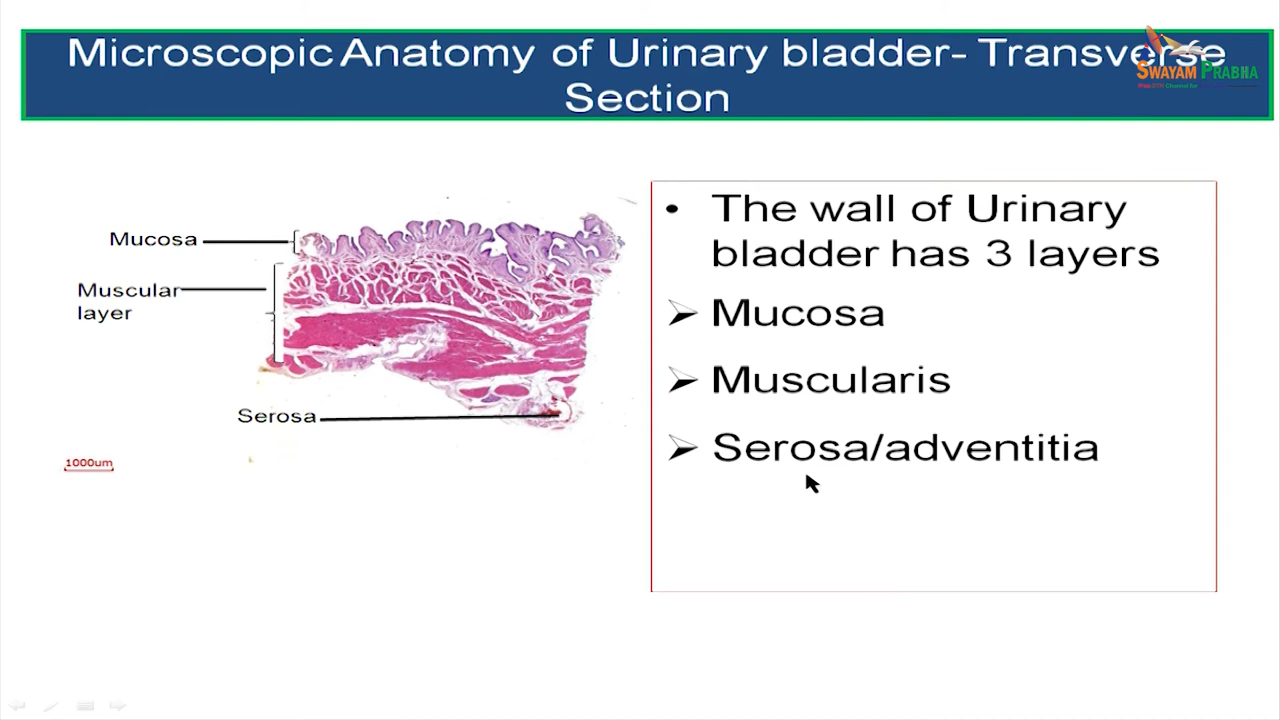 Microscopic Anatomy of Urinary bladder- Transverse
Section
SWAYAM PRABHA
Mucosa
Muscular
layer
Serosa
1000um
• The wall of Urinary
bladder has 3 layers
➢ Mucosa
➢ Muscularis
➢ Serosa/adventitia